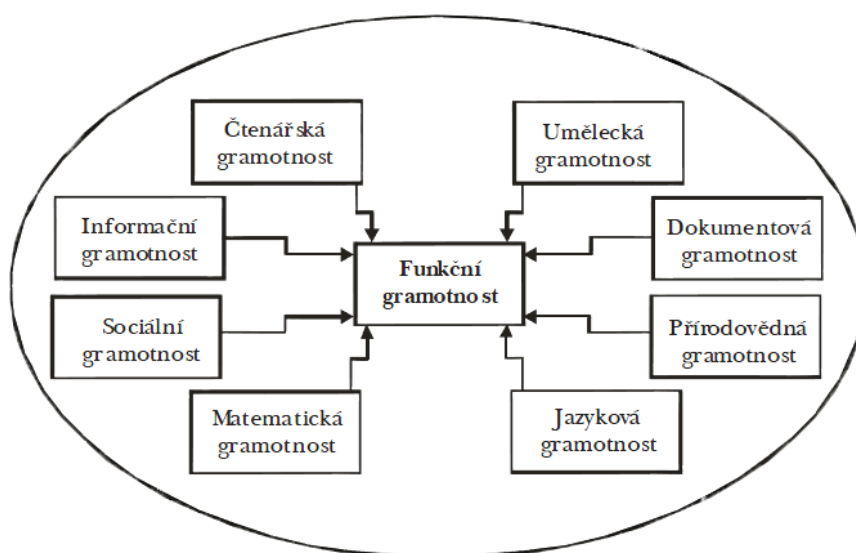 Čtenářská
gramotnost
Umělecká
gramotnost
Informační
gramotnost
Dokumentová
gramotnost
Funkční
gramotnost
Sociální
gramotnost
Přírodovědná
gramotnost
Matematická
gramotnost
Jazyková
gramotnost